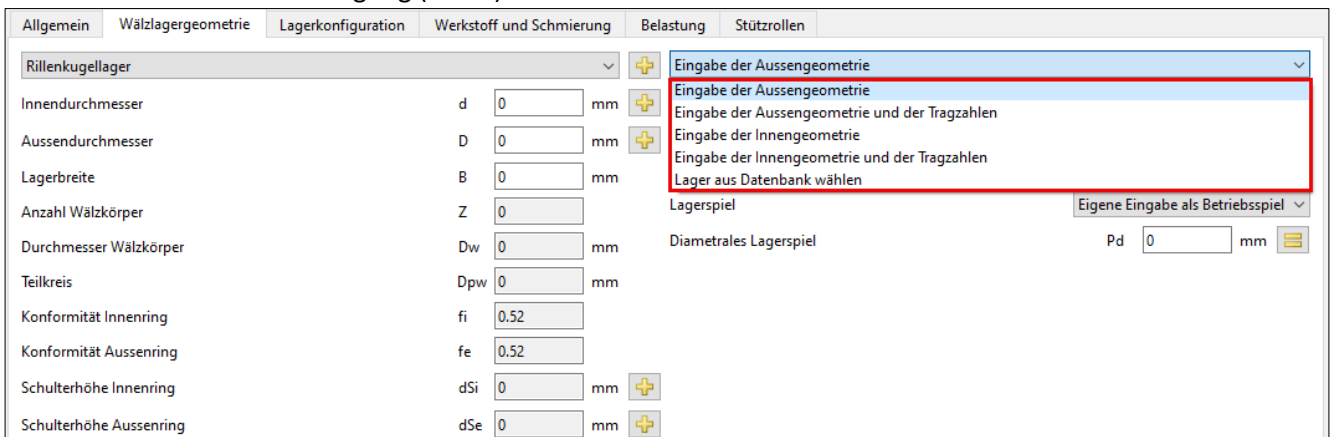 Allgemein Wälzlagergeometrie Lagerkonfiguration Werkstoff und Schmierung Belastung Stützrollen
Rillenkugellager
Eingabe der Aussengeometrie
Eingabe der Aussengeometrie
Eingabe der Aussengeometrie und der Tragzahlen
Eingabe der Innengeometrie
Eingabe der Innengeometrie und der Tragzahlen
Lager aus Datenbank wählen
Innendurchmesser d 0 mm
Aussendurchmesser D 0 mm
Lagerbreite B 0 mm
Anzahl Wälzkörper Z 0
Lagerspiel Eigene Eingabe als Betriebsspiel
Durchmesser Wälzkörper Dw 0 mm
Diametrales Lagerspiel Pd 0 mm
Teilkreis Dpw 0 mm
Konformität Innenring fi 0.52
Konformität Aussenring fe 0.52
Schulterhöhe Innenring dSi 0 mm
Schulterhöhe Aussenring dSe 0 mm